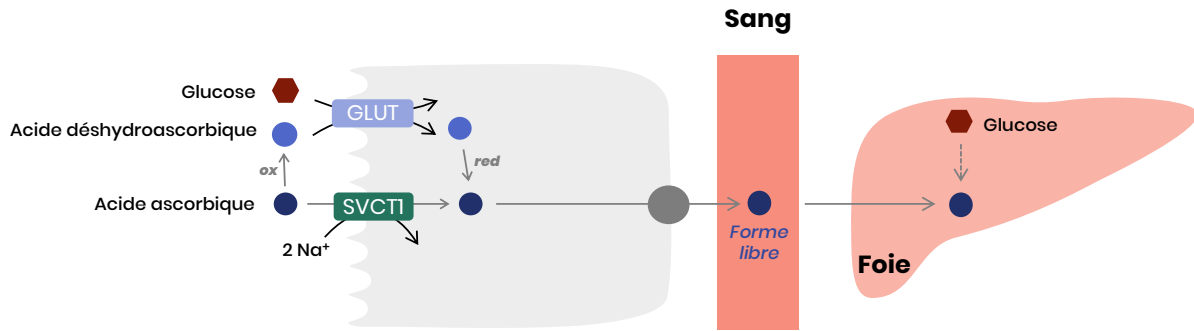 Sang
Glucose
GLUT
Acide déshydroascorbique
Glucose
ox
red
Acide ascorbique
SVCT1
2 Na⁺
Forme
libre
Foie